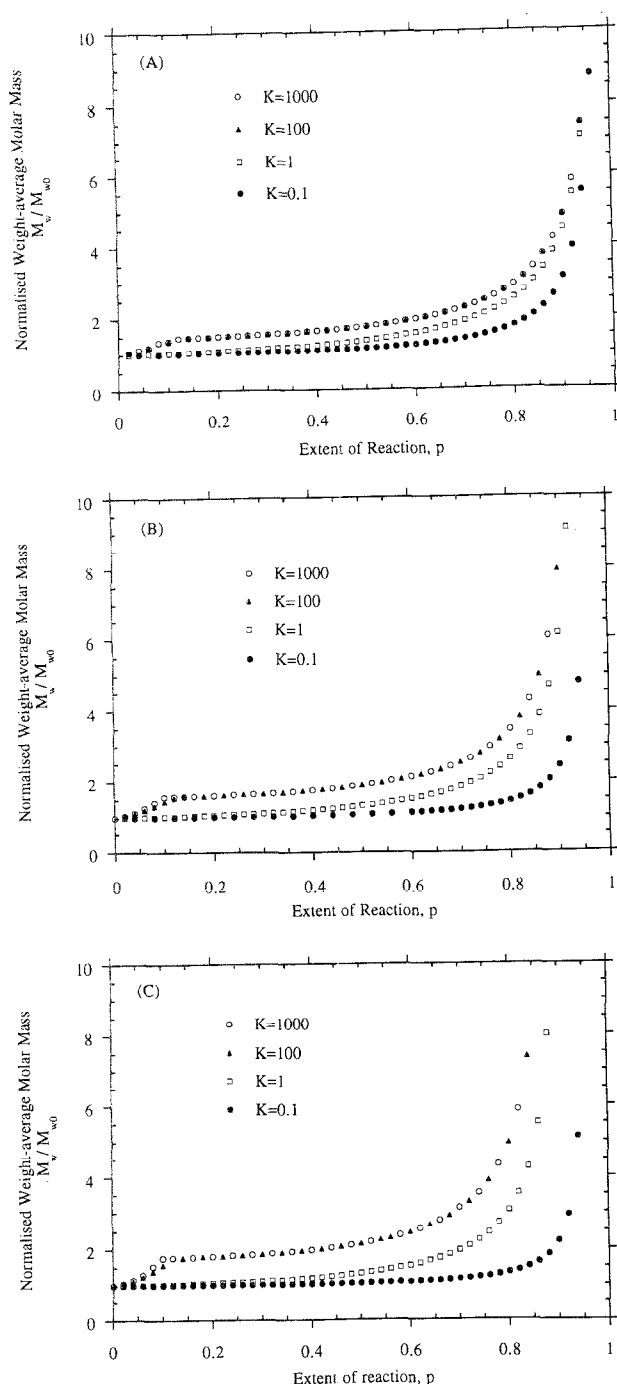 10
(A)
K=1000
K=100
K=1
K=0.1
8
6
4
2
0
Normalised Weight-average Molar Mass
M_w / M_w0
0 0.2 0.4 0.6 0.8 1
Extent of Reaction, p
10
(B)
K=1000
K=100
K=1
K=0.1
8
6
4
2
0
Normalised Weight-average Molar Mass
M_w / M_w0
0 0.2 0.4 0.6 0.8 1
Extent of Reaction, p
10
(C)
K=1000
K=100
K=1
K=0.1
8
6
4
2
0
Normalised Weight-average Molar Mass
M_w / M_w0
0 0.2 0.4 0.6 0.8 1
Extent of reaction, p